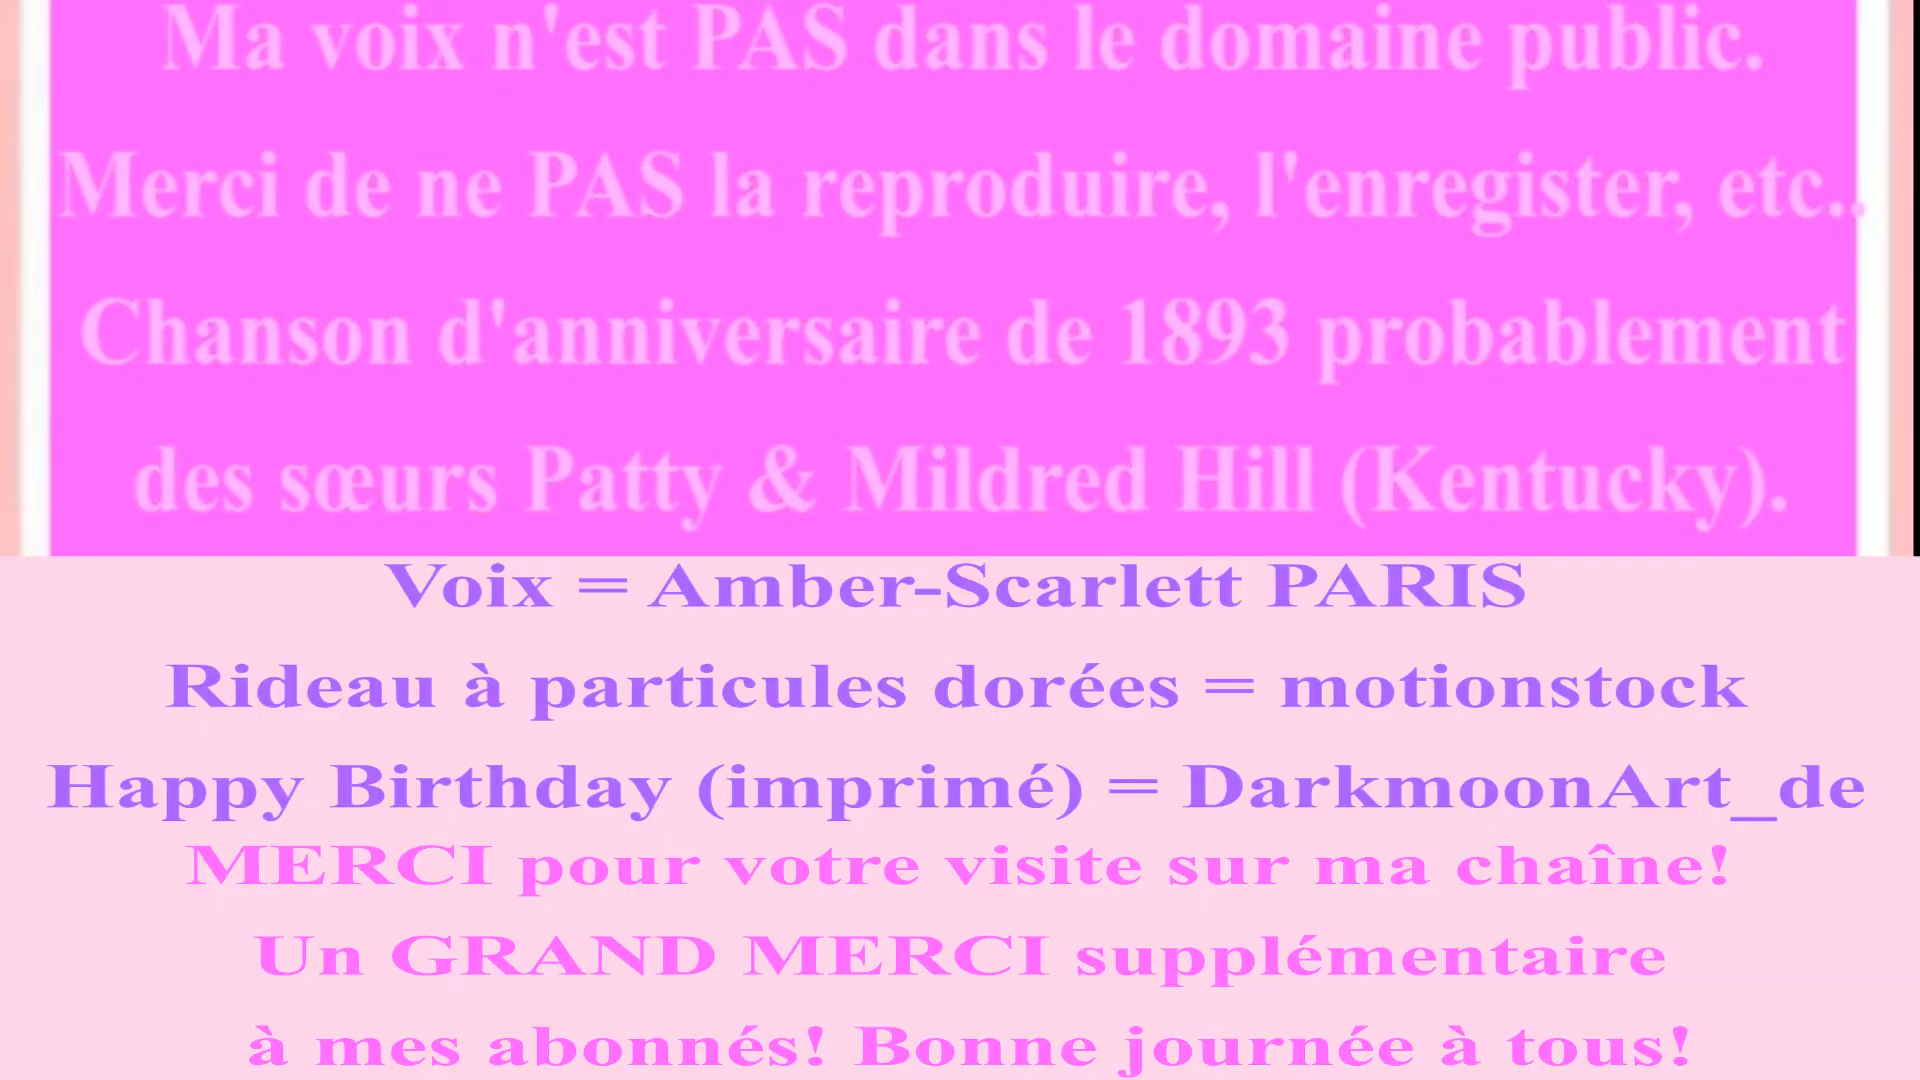 Ma voix n'est PAS dans le domaine public.
Merci de ne PAS la reproduire, l'enregister, etc..
Chanson d'anniversaire de 1893 probablement
des sœurs Patty & Mildred Hill (Kentucky).
Voix = Amber-Scarlett PARIS
Rideau à particules dorées = motionstock
Happy Birthday (imprimé) = DarkmoonArt_de
MERCI pour votre visite sur ma chaîne!
Un GRAND MERCI supplémentaire
à mes abonnés! Bonne journée à tous!